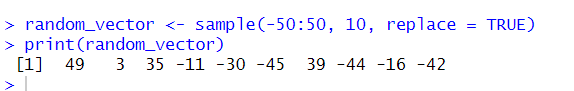 > random_vector <- sample(-50:50, 10, replace = TRUE)
> print(random_vector)
 [1]  49   3  35 -11 -30 -45  39 -44 -16 -42
>